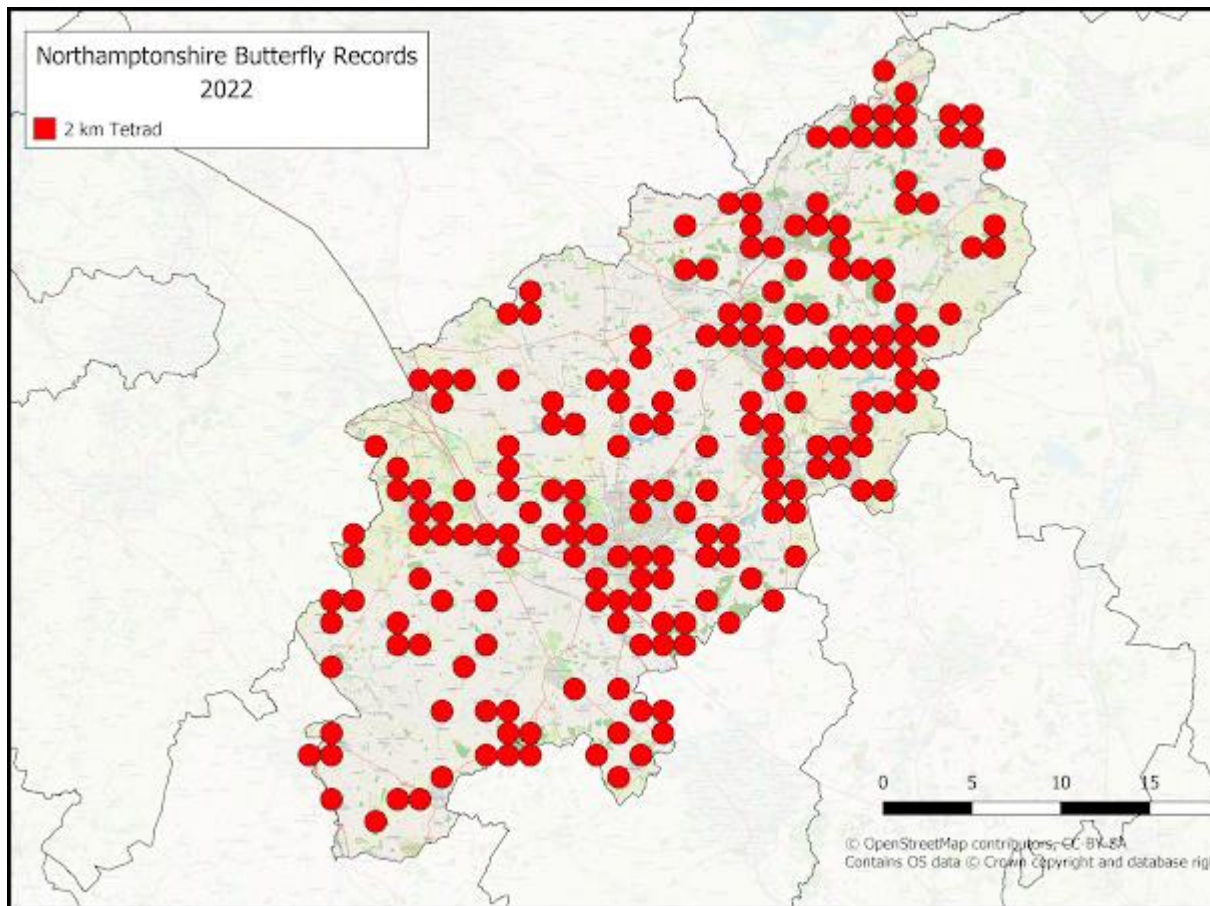 Northamptonshire Butterfly Records
2022
2 km Tetrad
0 5 10 15
© OpenStreetMap contributors, CC-BY-SA
Contains OS data © Crown copyright and database righ